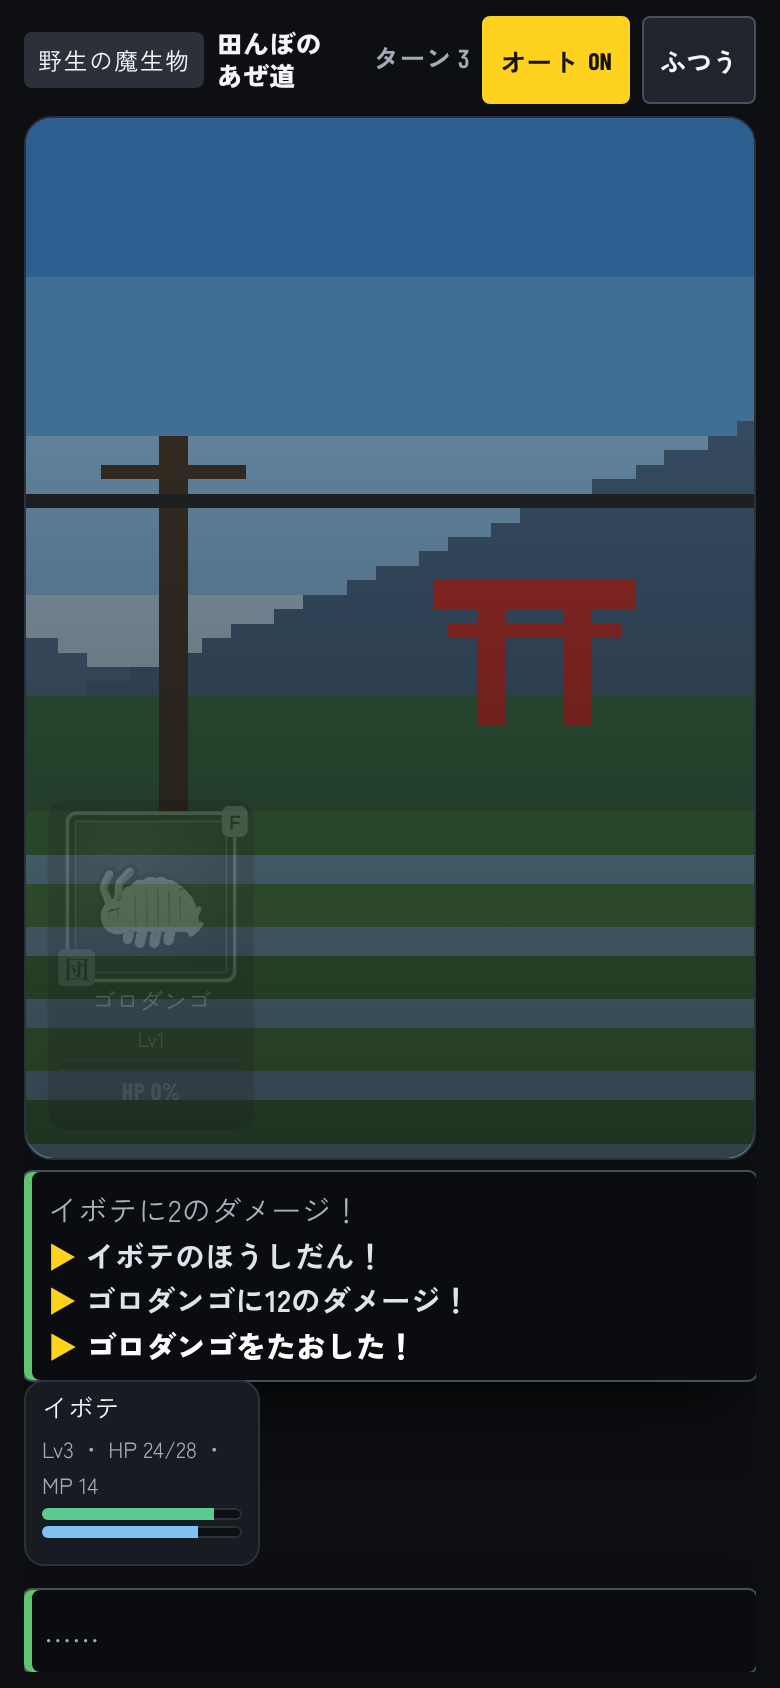 野生の魔生物
田んぼの
あぜ道
ターン 3
オート ON
ふつう
F
団
ゴロダンゴ
Lv1
HP 0%
イボテに2のダメージ！
▶ イボテのほうしだん！
▶ ゴロダンゴに12のダメージ！
▶ ゴロダンゴをたおした！
イボテ
Lv3 ・ HP 24/28 ・
MP 14
……